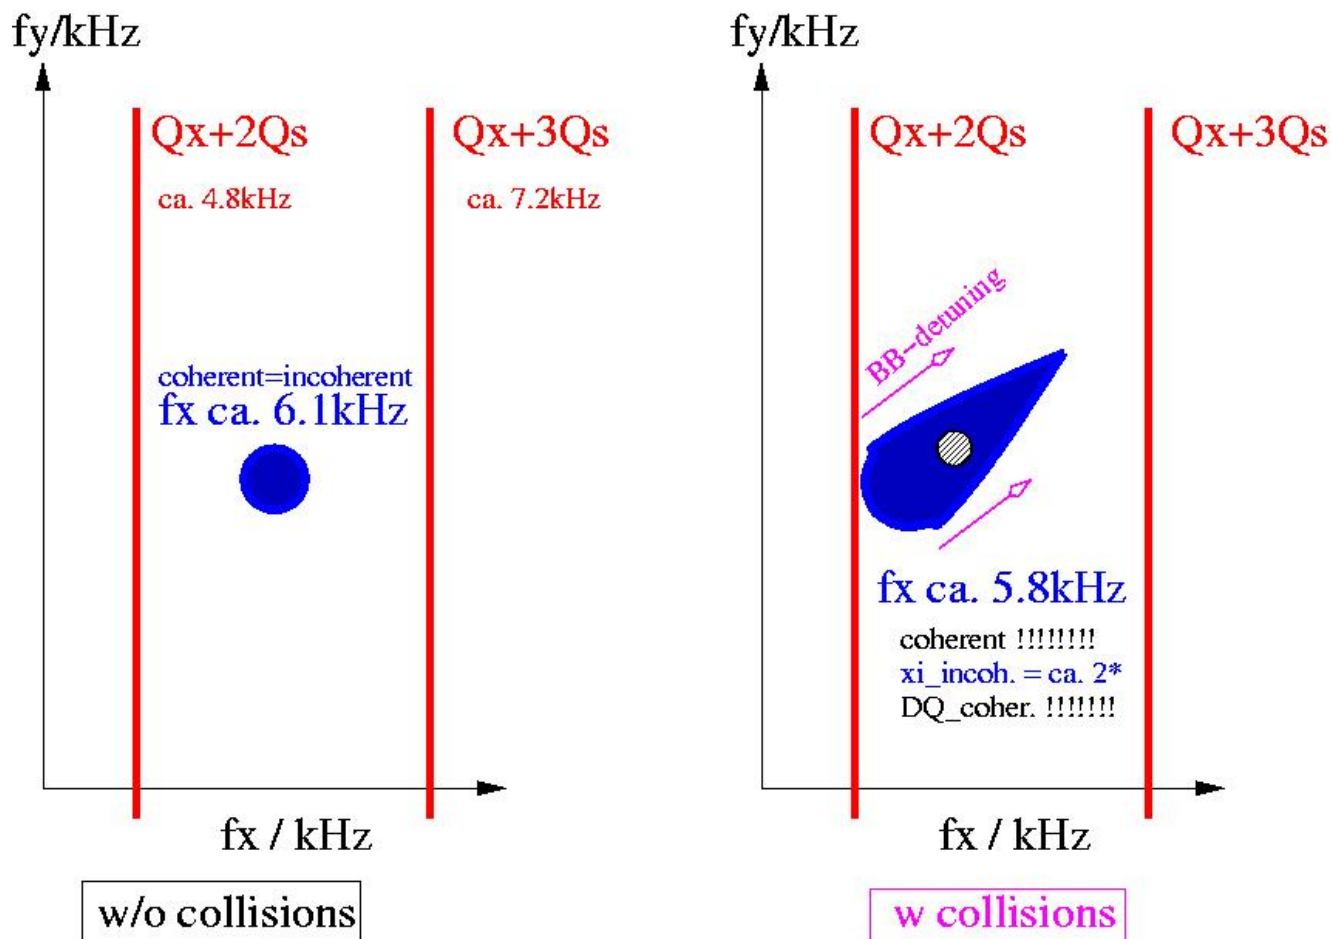 fy/kHz
Qx+2Qs
Qx+3Qs
ca. 4.8kHz
ca. 7.2kHz
coherent=incoherent
fx ca. 6.1kHz
fx / kHz
w/o collisions
fy/kHz
Qx+2Qs
Qx+3Qs
BB-detuning
fx ca. 5.8kHz
coherent !!!!!!!!
xi_incoh. = ca. 2*
DQ_coher. !!!!!!!
fx / kHz
w collisions